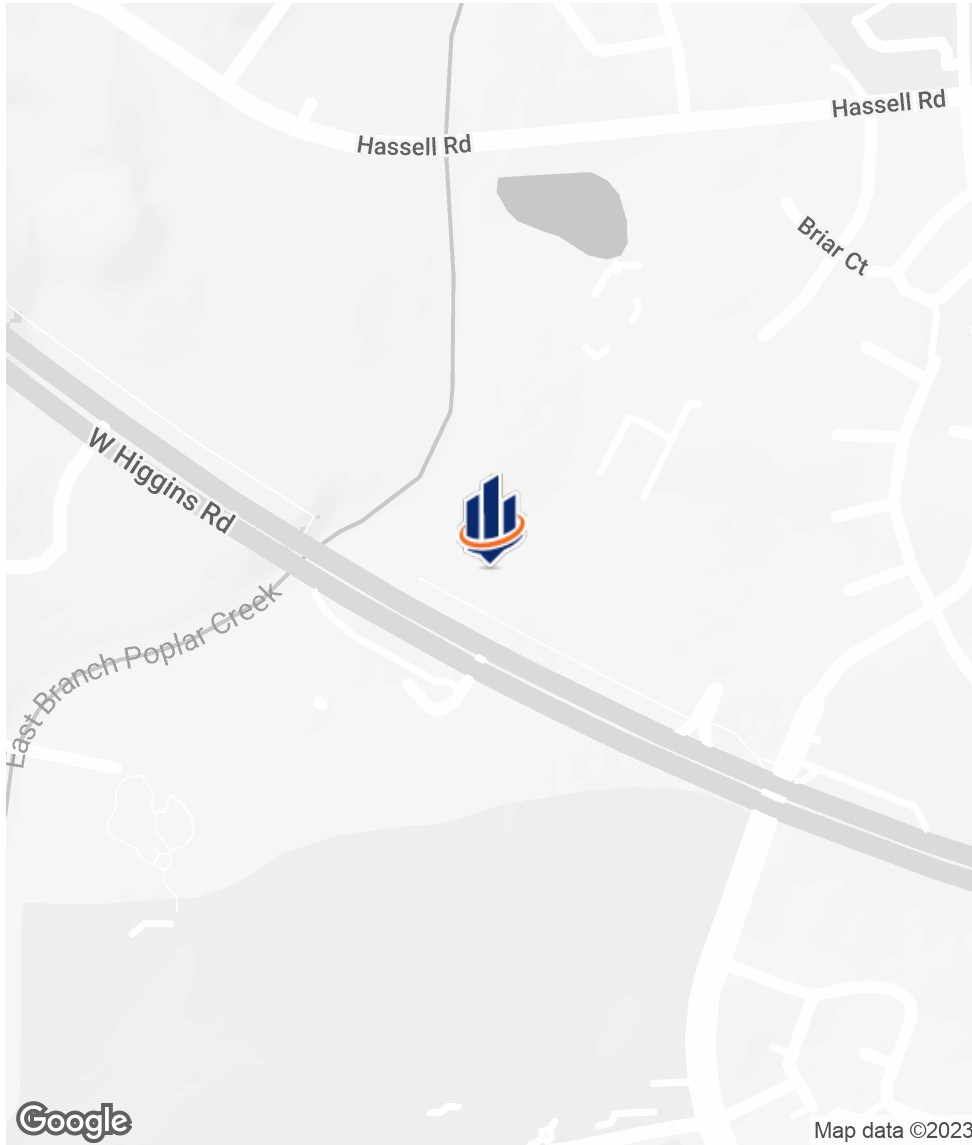 Hassell Rd
Hassell Rd
Briar Ct
W Higgins Rd
East Branch Poplar Creek
Google
Map data ©2023